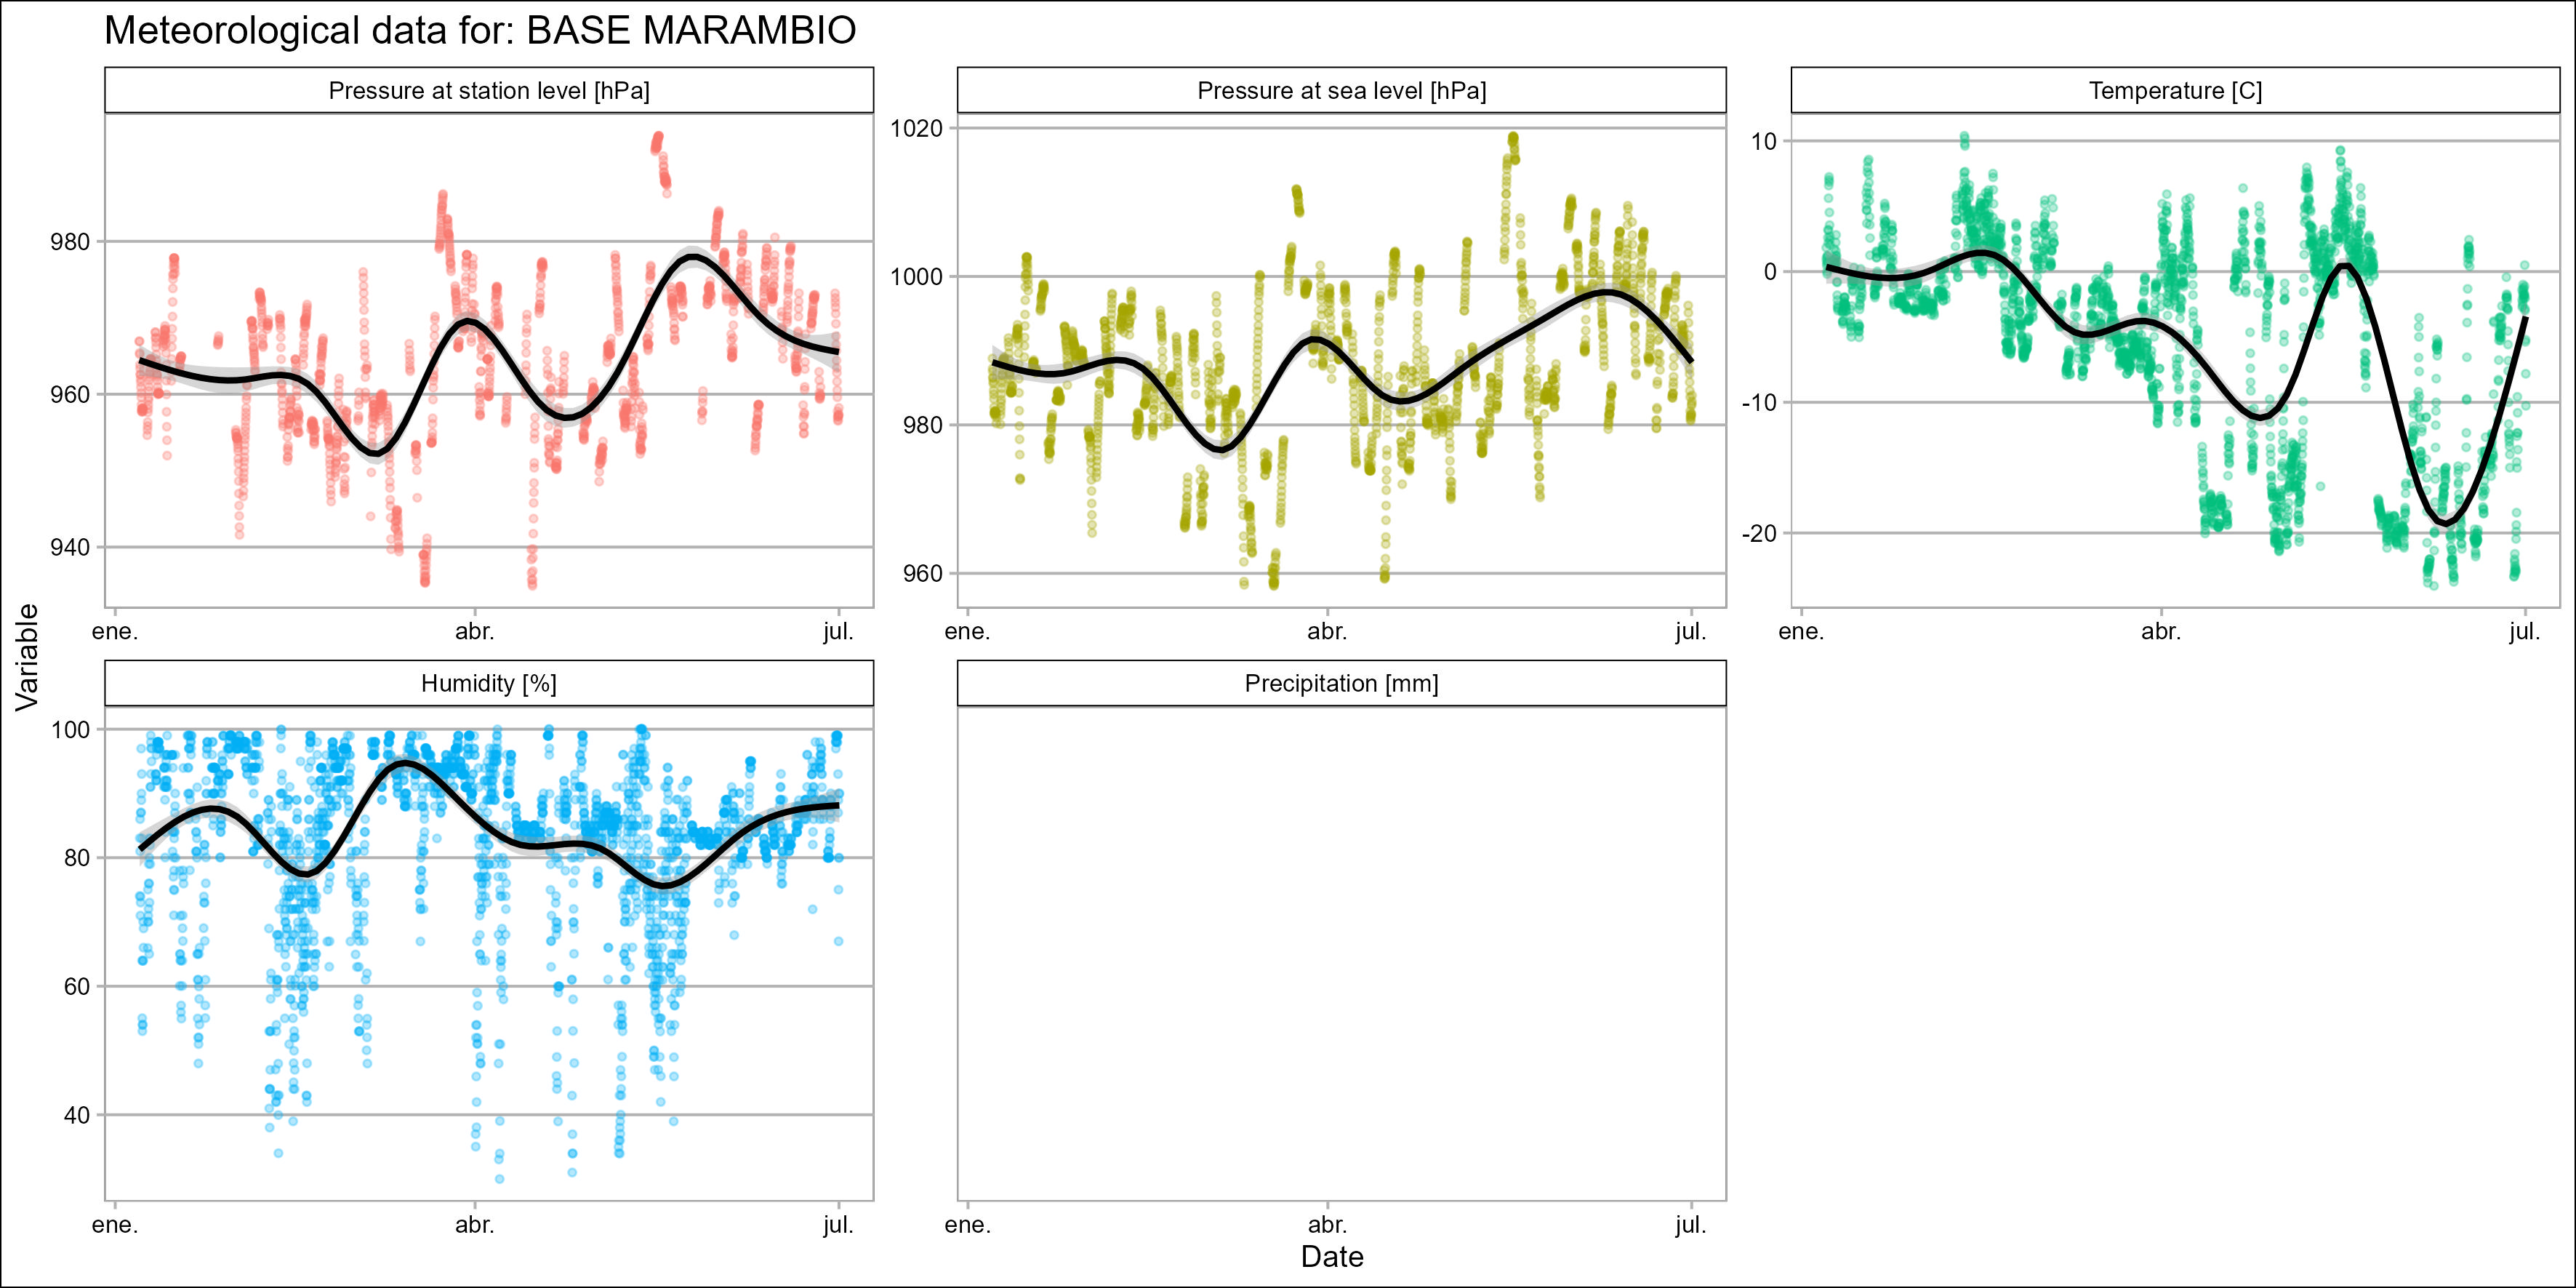 Meteorological data for: BASE MARAMBIO
Pressure at station level [hPa]
Pressure at sea level [hPa]
Temperature [C]
980
960
940
1020
1000
980
960
10
0
-10
-20
ene.
abr.
jul.
ene.
abr.
jul.
ene.
abr.
jul.
Variable
Humidity [%]
Precipitation [mm]
100
80
60
40
ene.
abr.
jul.
ene.
abr.
jul.
Date